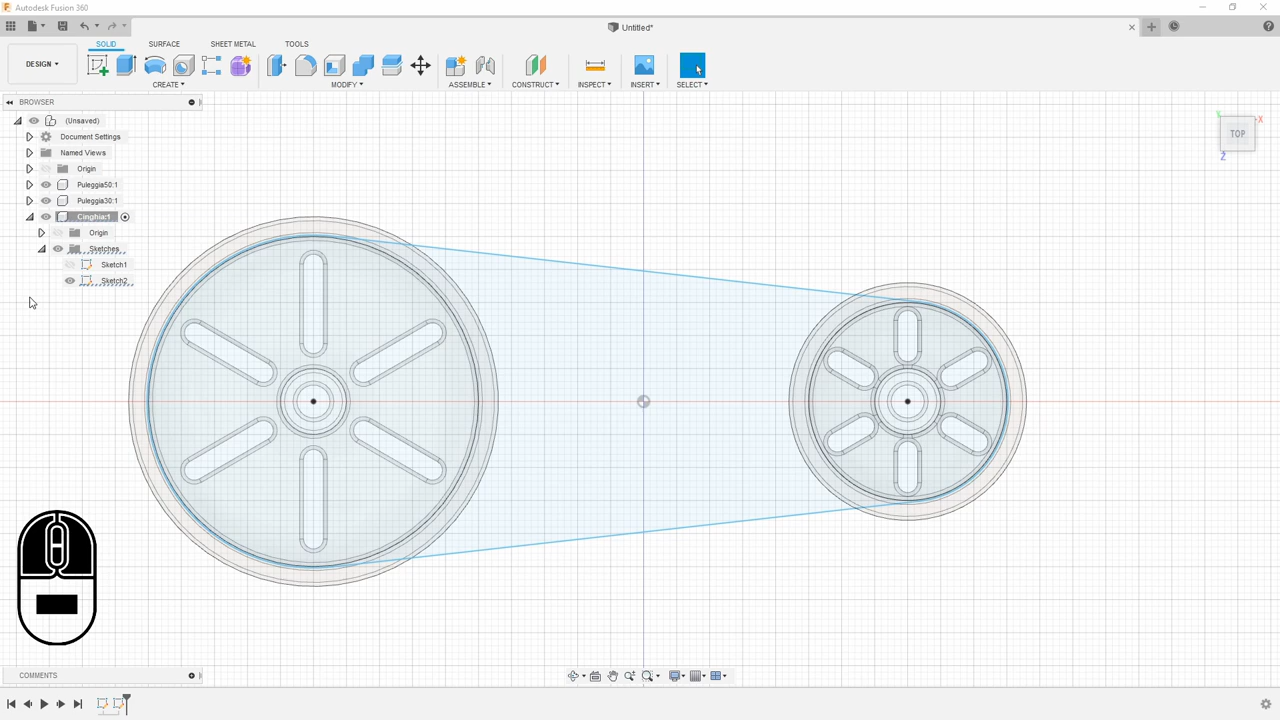 Autodesk Fusion 360
Untitled*
SOLID SURFACE SHEET METAL TOOLS
DESIGN
CREATE MODIFY ASSEMBLE CONSTRUCT INSPECT INSERT SELECT
BROWSER
(Unsaved)
Document Settings
Named Views
Origin
Puleggia50:1
Puleggia30:1
Cinghia:1
Origin
Sketches
Sketch1
Sketch2
TOP
X
Y
Z
COMMENTS